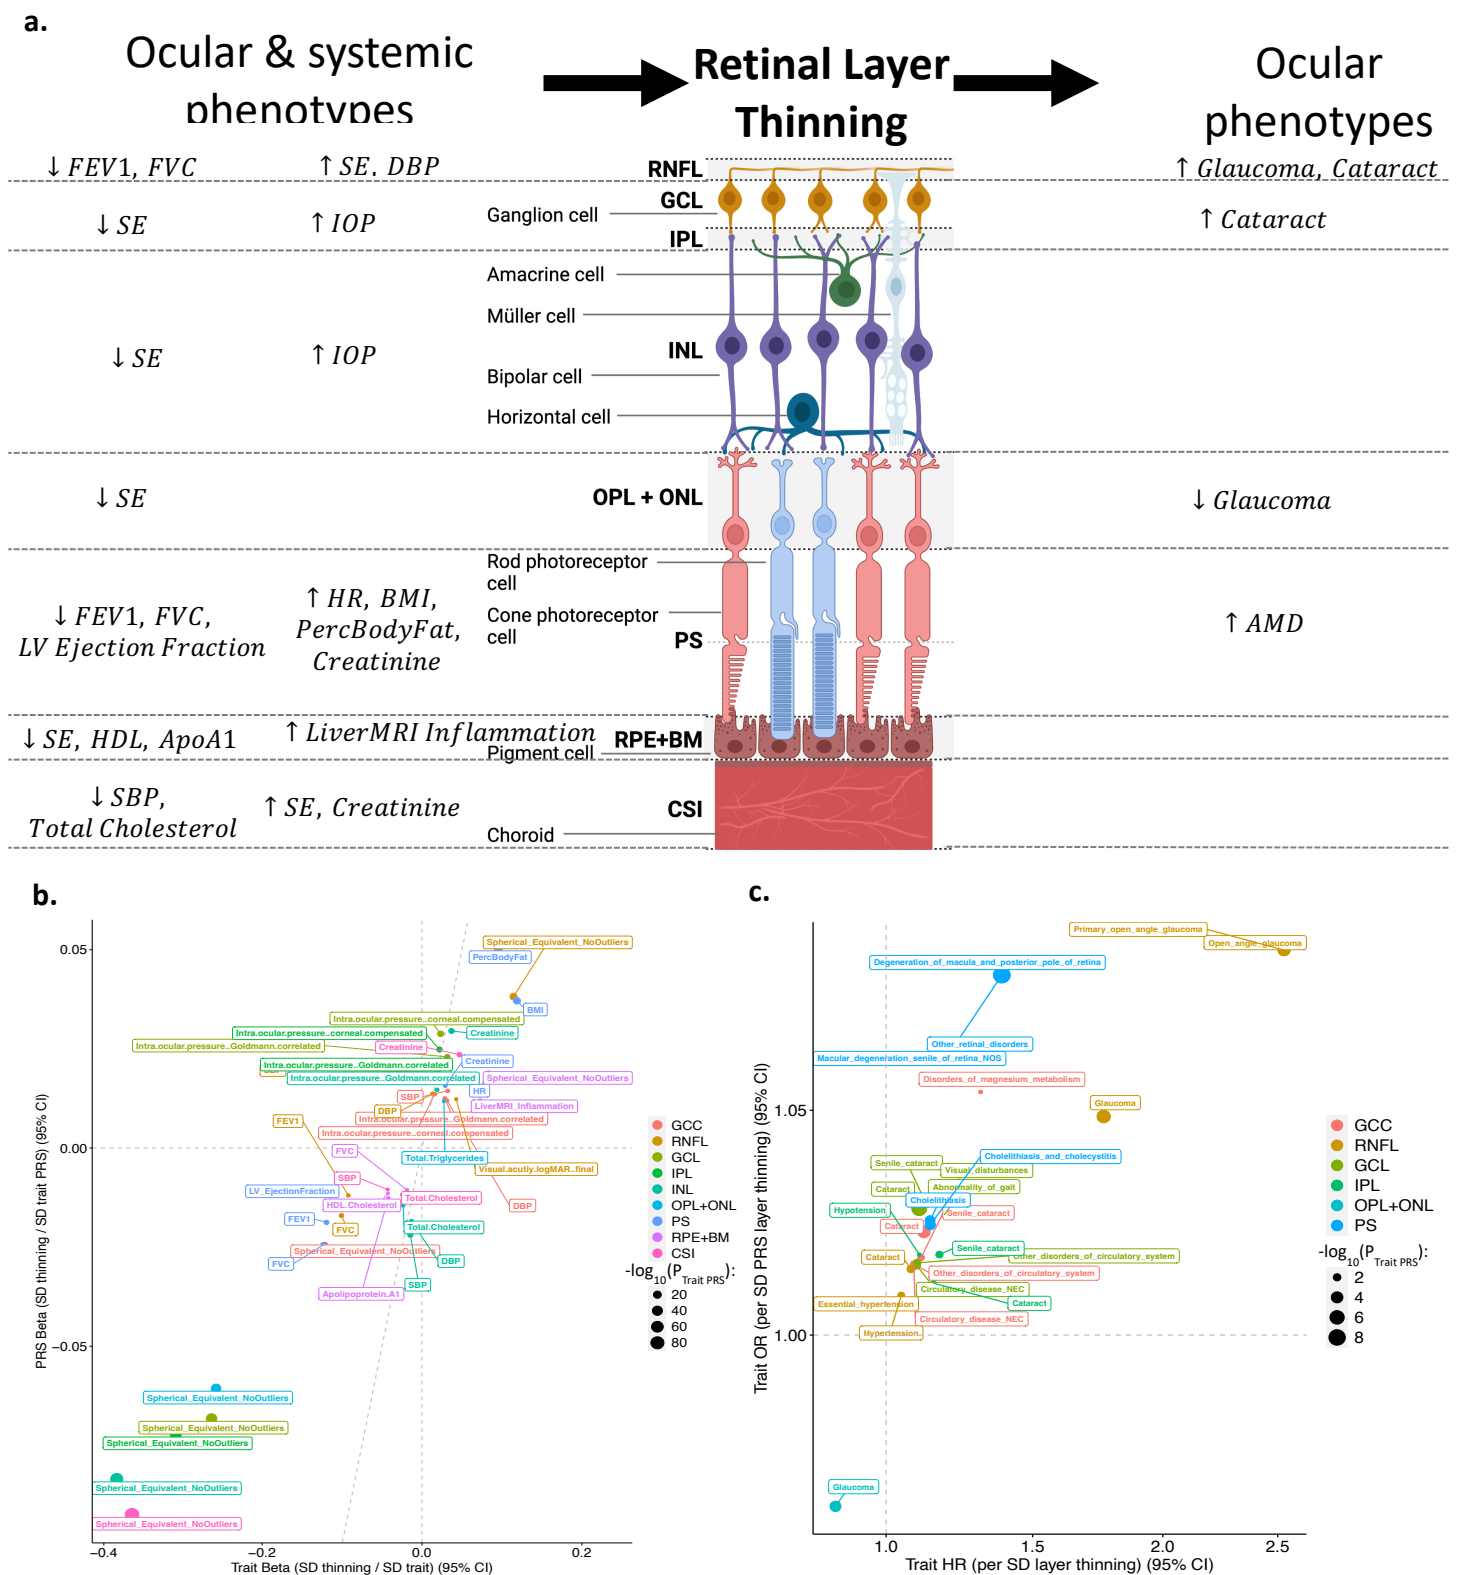 a.
Ocular & systemic
phenotypes
Retinal Layer
Thinning
Ocular
phenotypes
↓ FEV1, FVC
↑ SE, DBP
RNFL
↑ Glaucoma, Cataract
GCL
↓ SE
↑ IOP
Ganglion cell
↑ Cataract
IPL
Amacrine cell
Müller cell
↓ SE
↑ IOP
INL
Bipolar cell
Horizontal cell
↓ SE
OPL + ONL
↓ Glaucoma
Rod photoreceptor
cell
↓ FEV1, FVC,
LV Ejection Fraction
↑ HR, BMI,
PercBodyFat,
Creatinine
Cone photoreceptor
cell
PS
↑ AMD
↓ SE, HDL, ApoA1
↑ LiverMRI Inflammation
Pigment cell
RPE+BM
↓ SBP,
Total Cholesterol
↑ SE, Creatinine
CSI
Choroid
b.
PRS Beta (SD thinning / SD trait PRS) (95% CI)
0.05
0.00
−0.05
Spherical_Equivalent_NoOutliers
PercBodyFat
BMI
Intra.ocular.pressure..corneal.compensated
Intra.ocular.pressure..corneal.compensated
Creatinine
Intra.ocular.pressure..Goldmann.correlated
Creatinine
Intra.ocular.pressure..Goldmann.correlated
Creatinine
Intra.ocular.pressure..Goldmann.correlated
Spherical_Equivalent_NoOutliers
HR
SBP
LiverMRI_Inflammation
DBP
Intra.ocular.pressure..Goldmann.correlated
FEV1
Intra.ocular.pressure..corneal.compensated
FVC
Total.Triglycerides
Visual.acutiy.logMAR..final
SBP
LV_EjectionFraction
HDL.Cholesterol
Total.Cholesterol
DBP
FEV1
FVC
Total.Cholesterol
Spherical_Equivalent_NoOutliers
FVC
DBP
SBP
Apolipoprotein.A1
Spherical_Equivalent_NoOutliers
Spherical_Equivalent_NoOutliers
Spherical_Equivalent_NoOutliers
Spherical_Equivalent_NoOutliers
Spherical_Equivalent_NoOutliers
−0.4
−0.2
0.0
0.2
Trait Beta (SD thinning / SD trait) (95% CI)
GCC
RNFL
GCL
IPL
INL
OPL+ONL
PS
RPE+BM
CSI
-log10(PTrait PRS):
20
40
60
80
c.
Trait OR (per SD PRS layer thinning) (95% CI)
1.05
1.00
Primary_open_angle_glaucoma
Open_angle_glaucoma
Degeneration_of_macula_and_posterior_pole_of_retina
Other_retinal_disorders
Macular_degeneration_senile_of_retina_NOS
Disorders_of_magnesium_metabolism
Glaucoma
Cholelithiasis_and_cholecystitis
Senile_cataract
Visual_disturbances
Cataract
Abnormality_of_gait
Cholelithiasis
Hypotension
Senile_cataract
Cataract
Senile_cataract
Cataract
Other_disorders_of_circulatory_system
Other_disorders_of_circulatory_system
Circulatory_disease_NEC
Essential_hypertension
Cataract
Circulatory_disease_NEC
Hypertension
Glaucoma
1.0
1.5
2.0
2.5
Trait HR (per SD layer thinning) (95% CI)
GCC
RNFL
GCL
IPL
OPL+ONL
PS
-log10(PTrait PRS):
2
4
6
8